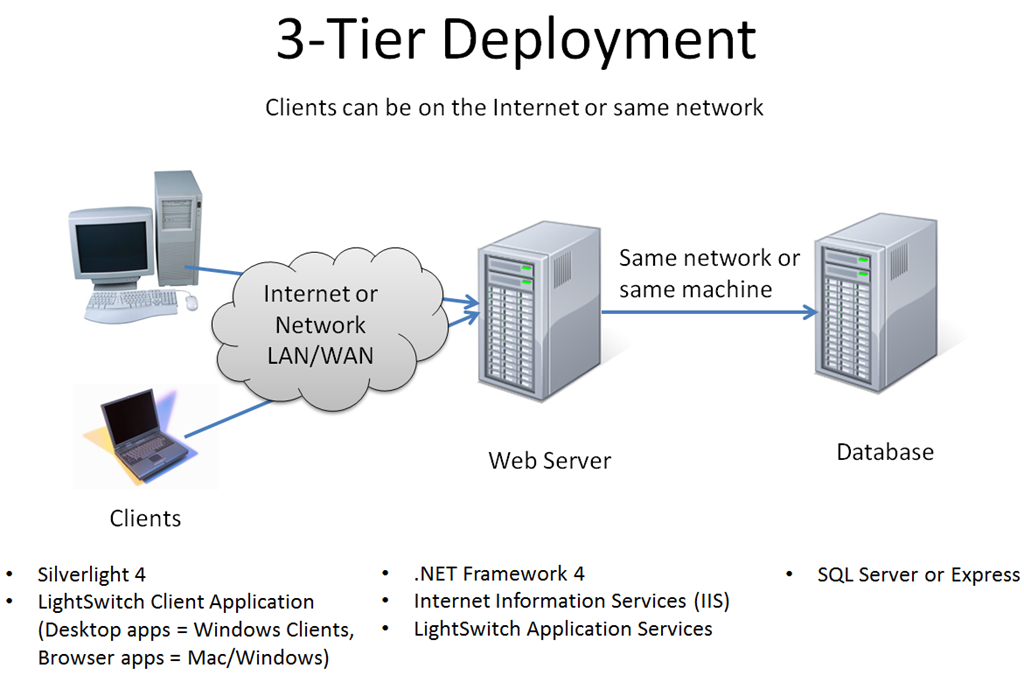 3-Tier Deployment
Clients can be on the Internet or same network
Internet or
Network
LAN/WAN
Same network or
same machine
Clients
Web Server
Database
• Silverlight 4
• LightSwitch Client Application
(Desktop apps = Windows Clients,
Browser apps = Mac/Windows)
• .NET Framework 4
• Internet Information Services (IIS)
• LightSwitch Application Services
• SQL Server or Express